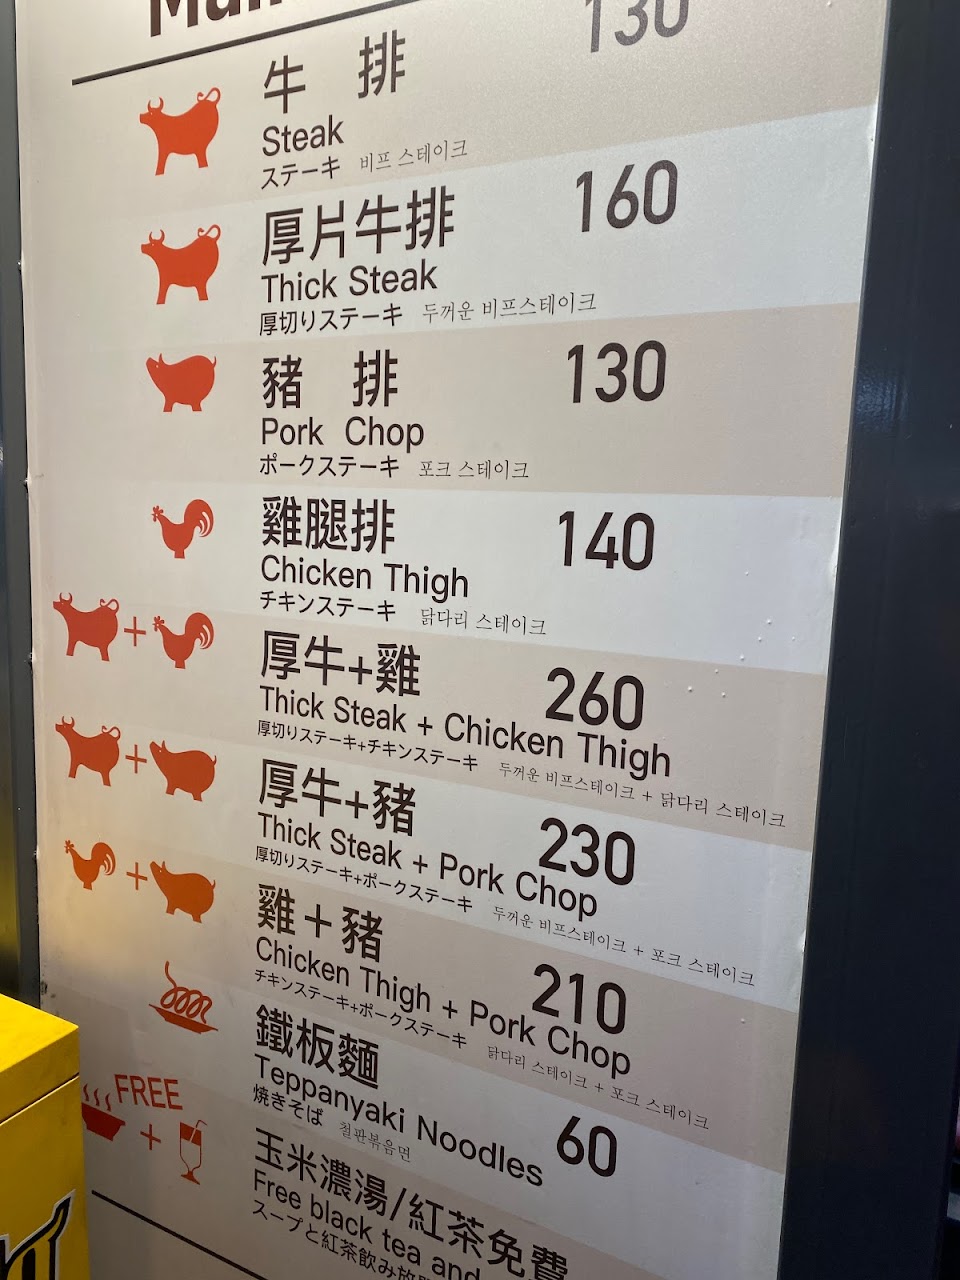 130
牛 排
Steak
ステーキ 비프 스테이크
厚片牛排 160
Thick Steak
厚切りステーキ 두꺼운 비프스테이크
豬 排 130
Pork Chop
ポークステーキ 포크 스테이크
雞腿排 140
Chicken Thigh
チキンステーキ 닭다리 스테이크
厚牛+雞 260
Thick Steak + Chicken Thigh
厚切りステーキ+チキンステーキ 두꺼운 비프스테이크 + 닭다리 스테이크
厚牛+豬 230
Thick Steak + Pork Chop
厚切りステーキ+ポークステーキ 두꺼운 비프스테이크 + 포크 스테이크
雞+豬 210
Chicken Thigh + Pork Chop
チキンステーキ+ポークステーキ 닭다리 스테이크 + 포크 스테이크
鐵板麵 60
Teppanyaki Noodles
焼きそば 철판볶음면
FREE
玉米濃湯/紅茶免費
Free black tea and
スープと紅茶飲み放